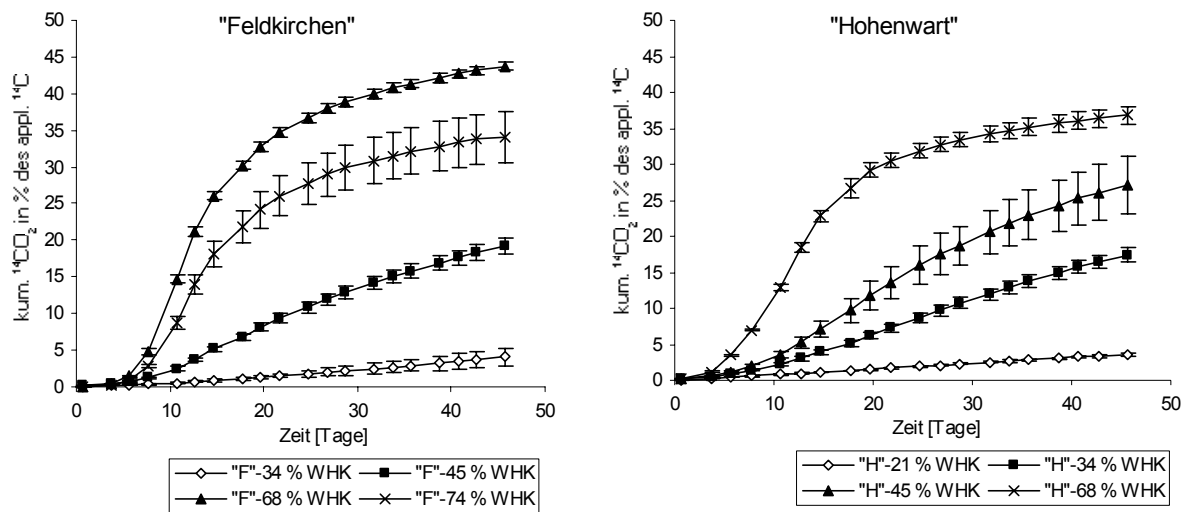 "Feldkirchen"
kum. ¹⁴CO₂ in % des appl. ¹⁴C
50
45
40
35
30
25
20
15
10
5
0
0 10 20 30 40 50
Zeit [Tage]
"F"-34 % WHK "F"-45 % WHK
"F"-68 % WHK "F"-74 % WHK
"Hohenwart"
kum. ¹⁴CO₂ in % des appl. ¹⁴C
50
45
40
35
30
25
20
15
10
5
0
0 10 20 30 40 50
Zeit [Tage]
"H"-21 % WHK "H"-34 % WHK
"H"-45 % WHK "H"-68 % WHK